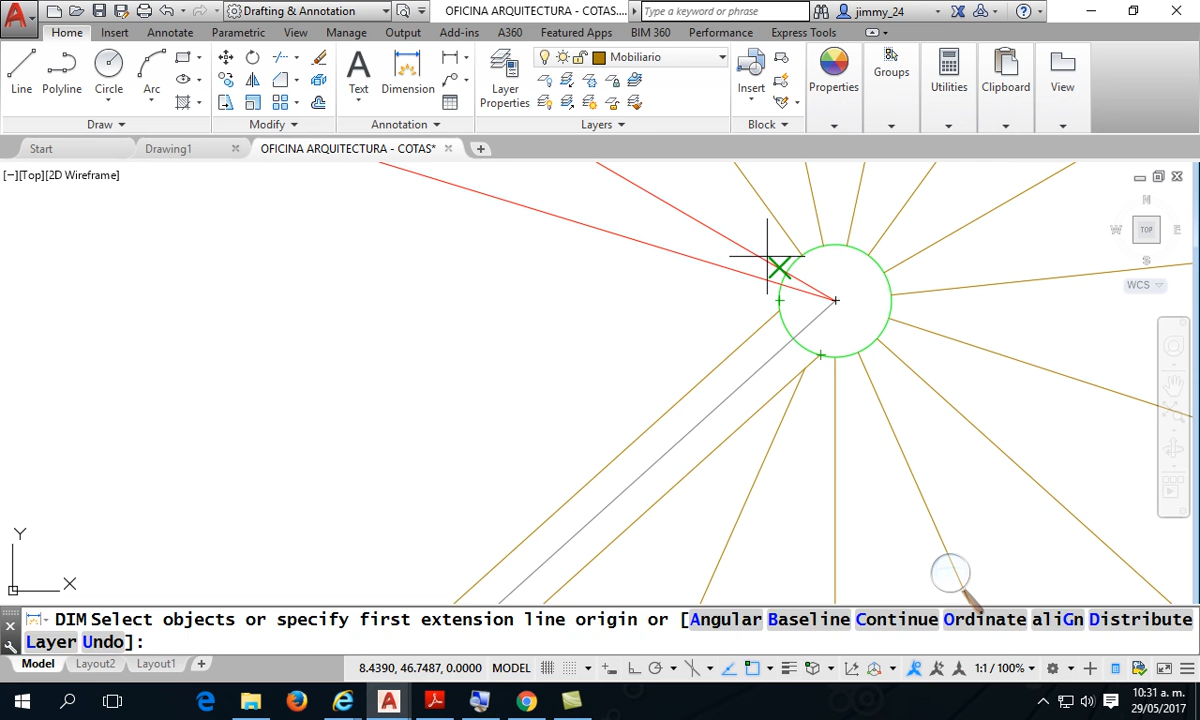 Drafting & Annotation
OFICINA ARQUITECTURA - COTAS....
Type a keyword or phrase
jimmy_24
Home Insert Annotate Parametric View Manage Output Add-ins A360 Featured Apps BIM 360 Performance Express Tools
Line Polyline Circle Arc
Text Dimension
Layer Properties
Mobiliario
Insert
Properties
Groups
Utilities
Clipboard
View
Draw Modify Annotation Layers Block
Start Drawing1 OFICINA ARQUITECTURA - COTAS*
[−][Top][2D Wireframe]
N
W TOP E
S
WCS
Y
X
DIM Select objects or specify first extension line origin or [Angular Baseline Continue Ordinate aliGn Distribute
Layer Undo]:
Model Layout2 Layout1
8.4390, 46.7487, 0.0000 MODEL 1:1 / 100%
10:31 a. m.
29/05/2017